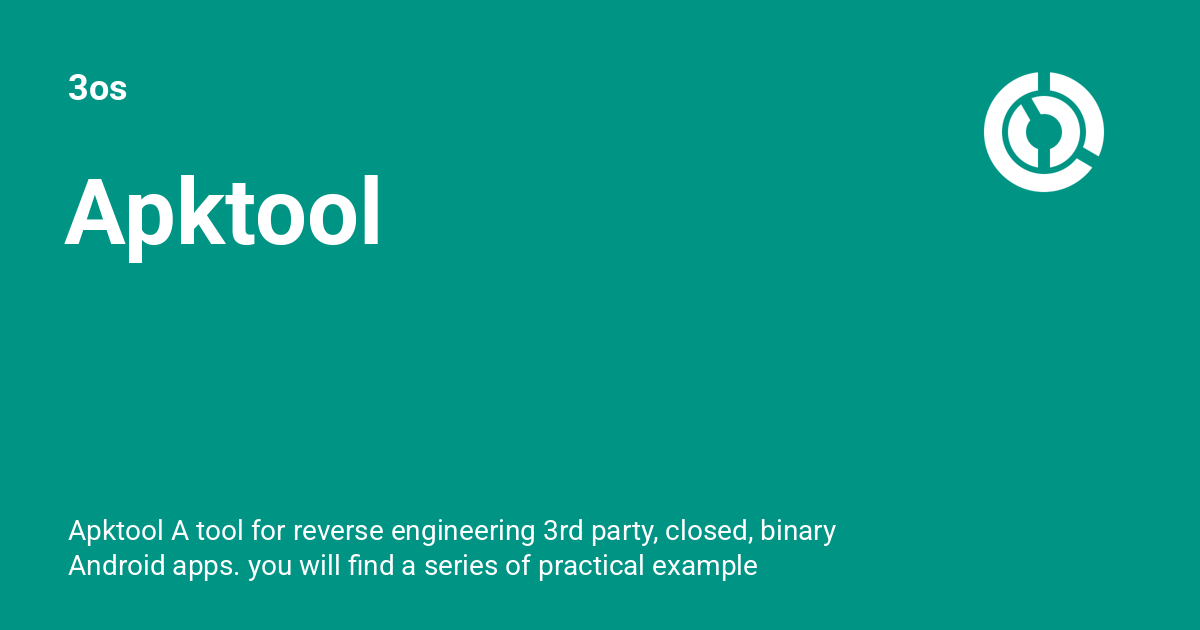 3os
Apktool
Apktool A tool for reverse engineering 3rd party, closed, binary
Android apps. you will find a series of practical example